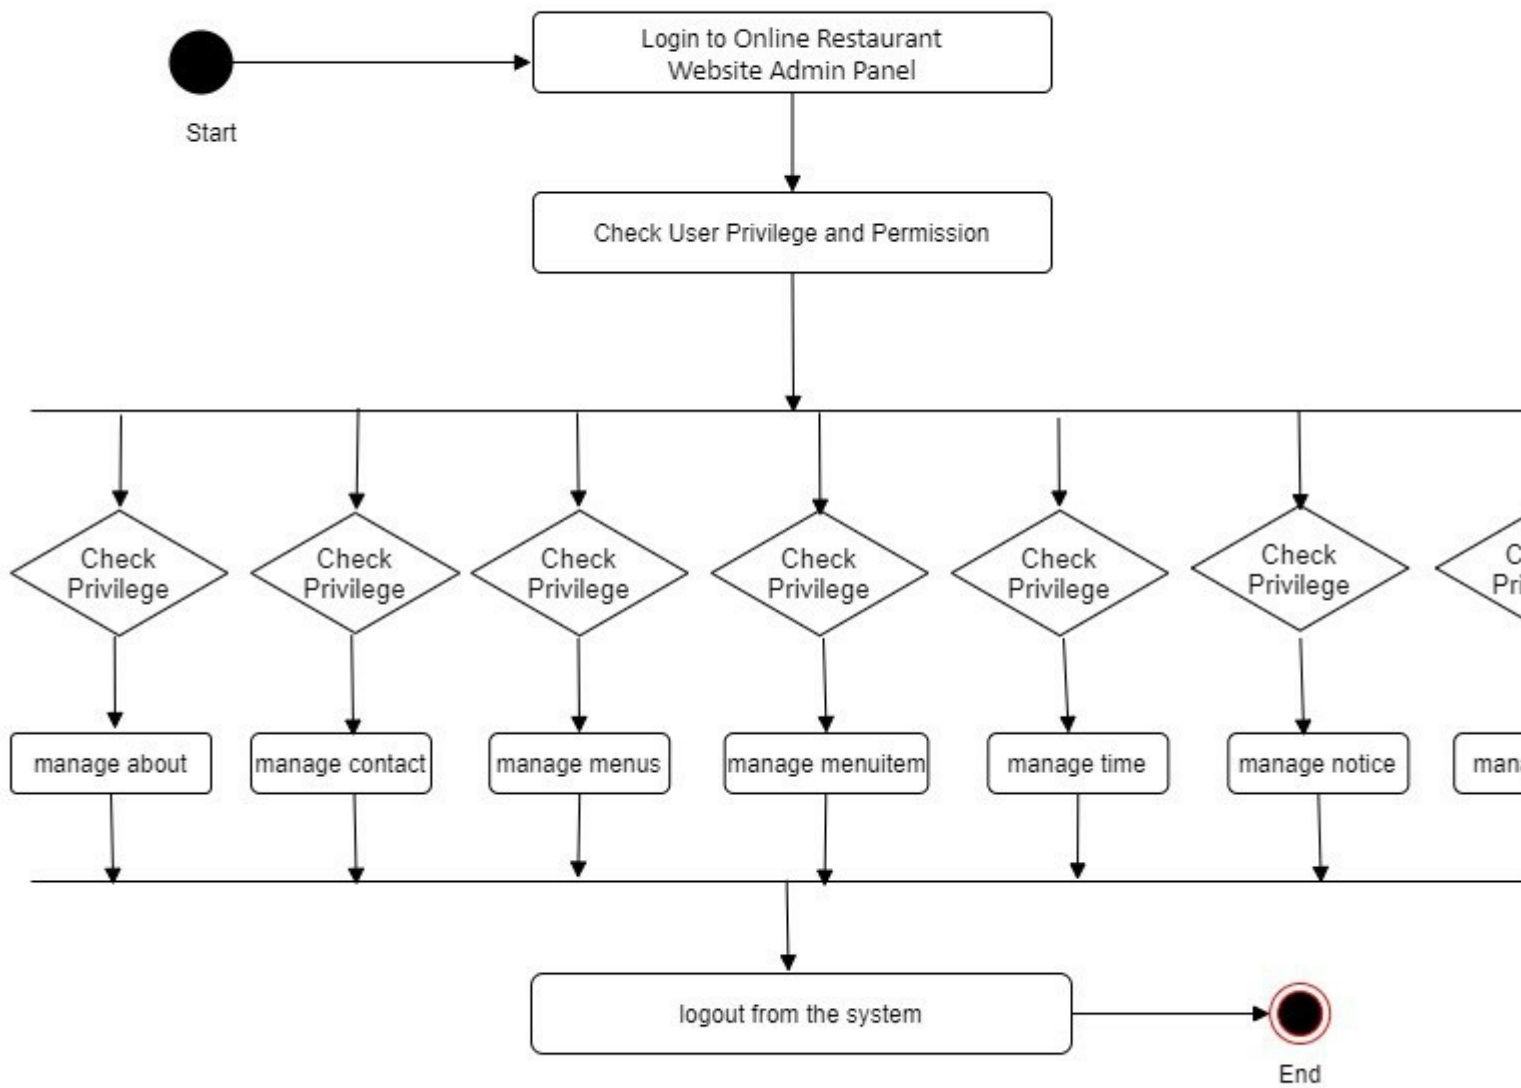 Login to Online Restaurant
Website Admin Panel
Start
Check User Privilege and Permission
Check
Privilege
Check
Privilege
Check
Privilege
Check
Privilege
Check
Privilege
Check
Privilege
manage about
manage contact
manage menus
manage menuitem
manage time
manage notice
logout from the system
End